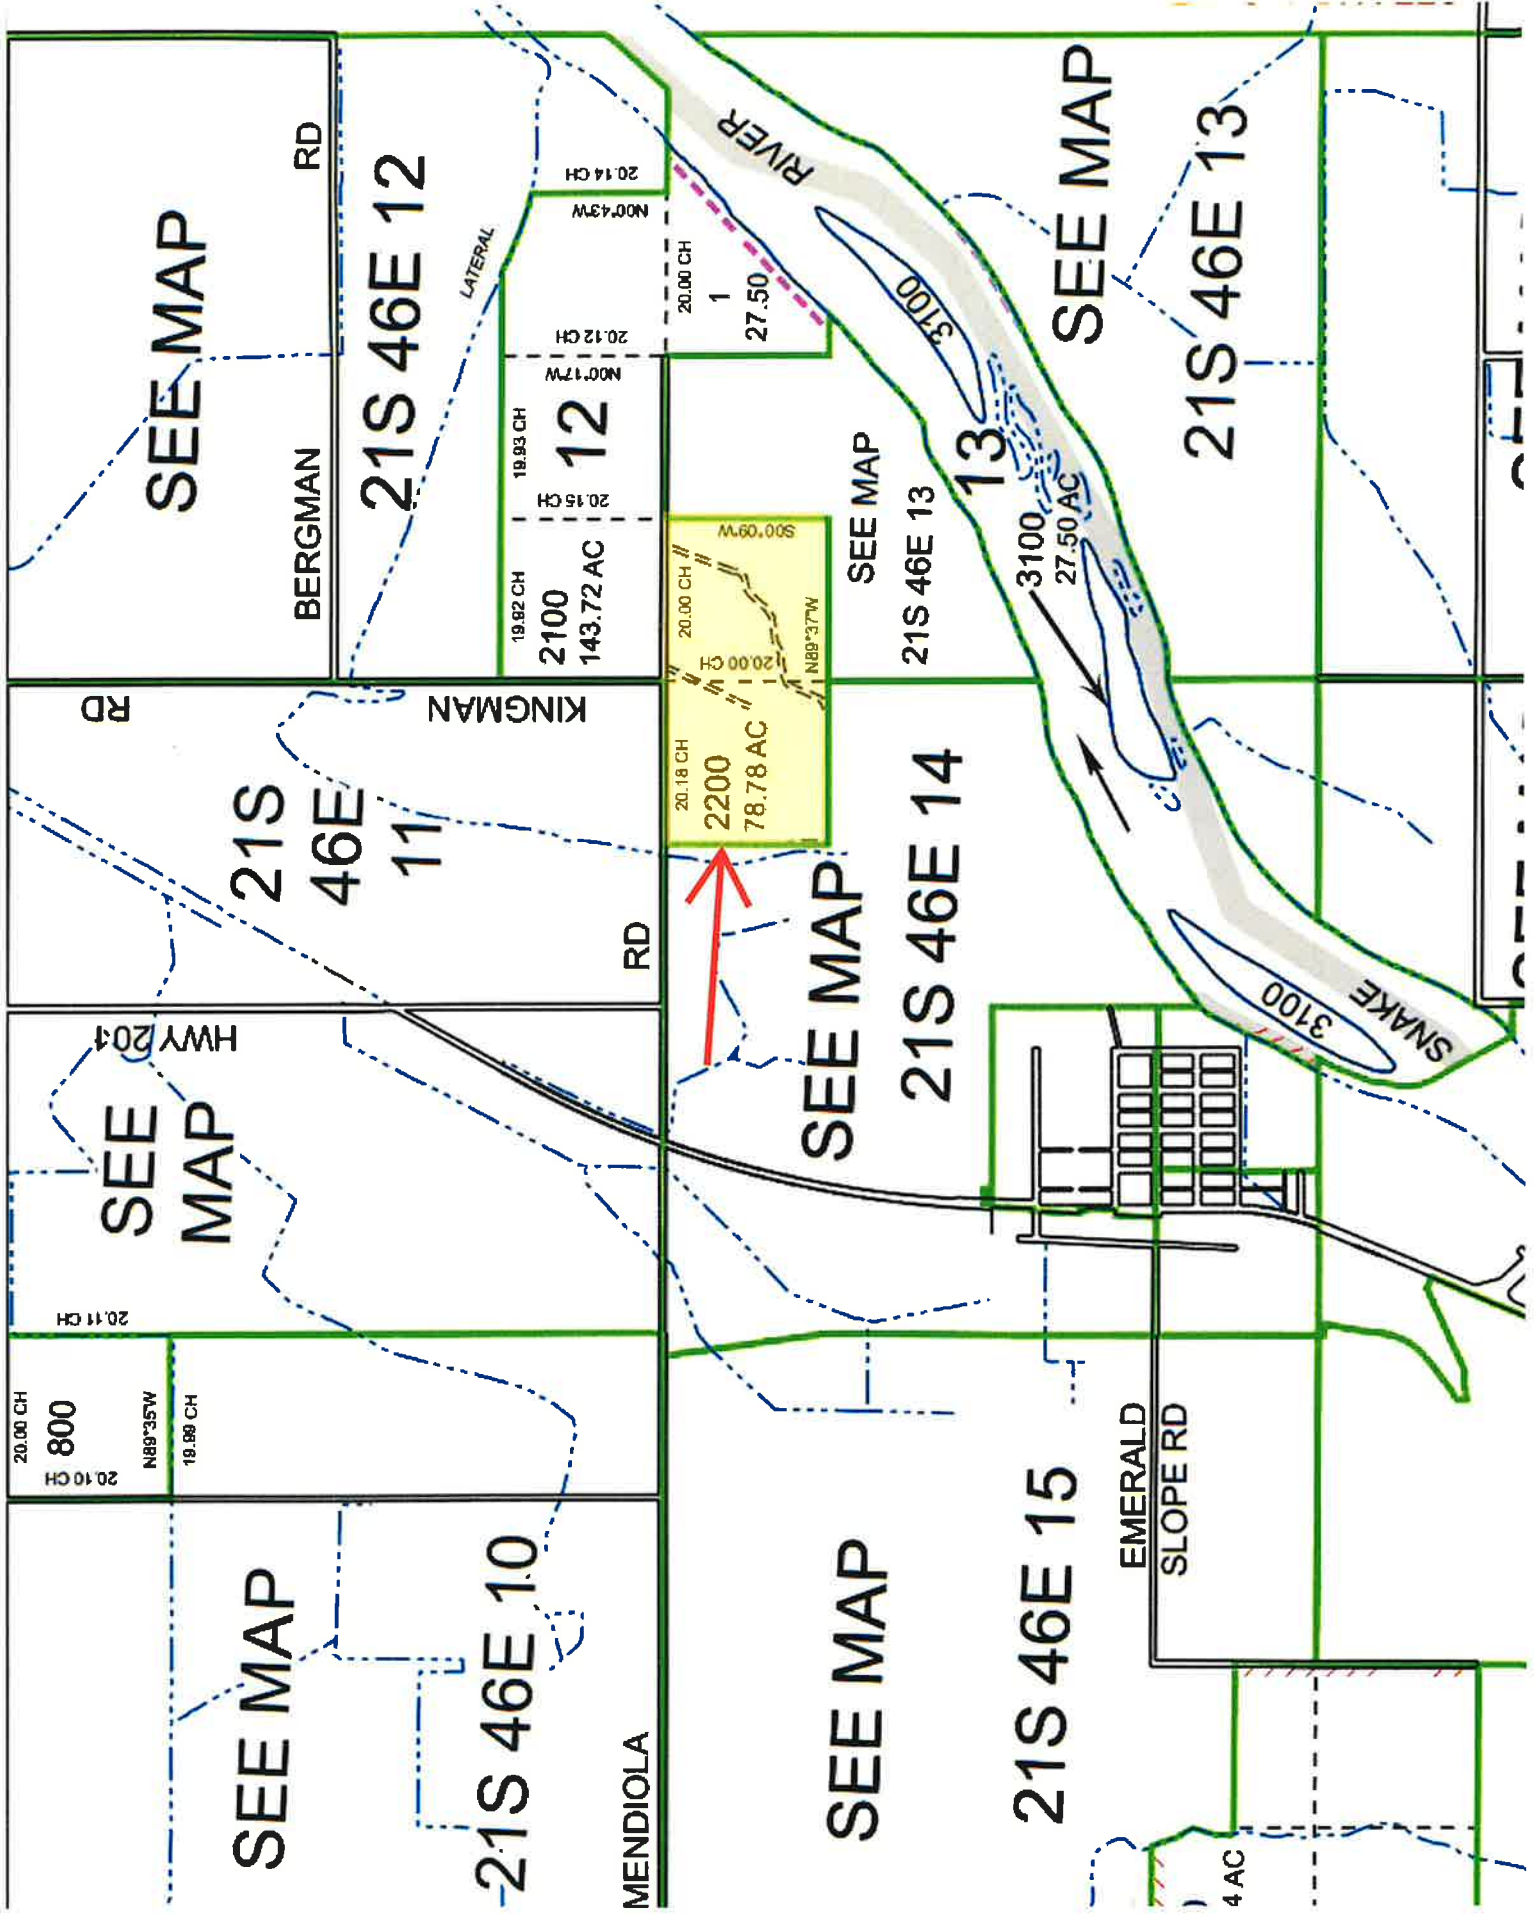 SEE MAP
21S 46E 10
SEE
MAP
20.00 CH
800
20.10 CH
20.11 CH
N89°35'W
19.99 CH
HWY 201
21S
46E
11
KINGMAN
RD
SEE MAP
BERGMAN
RD
21S 46E 12
LATERAL
19.92 CH
2100
143.72 AC
20.15 CH
19.93 CH
12
N00°17'W
20.12 CH
N00°43'W
20.14 CH
MENDIOLA
RD
20.18 CH
2200
78.78 AC
20.00 CH
20.00 CH
S00°09'W
N89°37'W
20.00 CH
1
27.50
SEE MAP
21S 46E 15
SEE MAP
21S 46E 14
SEE MAP
21S 46E 13
13
3100
27.50 AC
3100
3100
SNAKE
RIVER
SEE MAP
21S 46E 13
EMERALD
SLOPE RD
4 AC